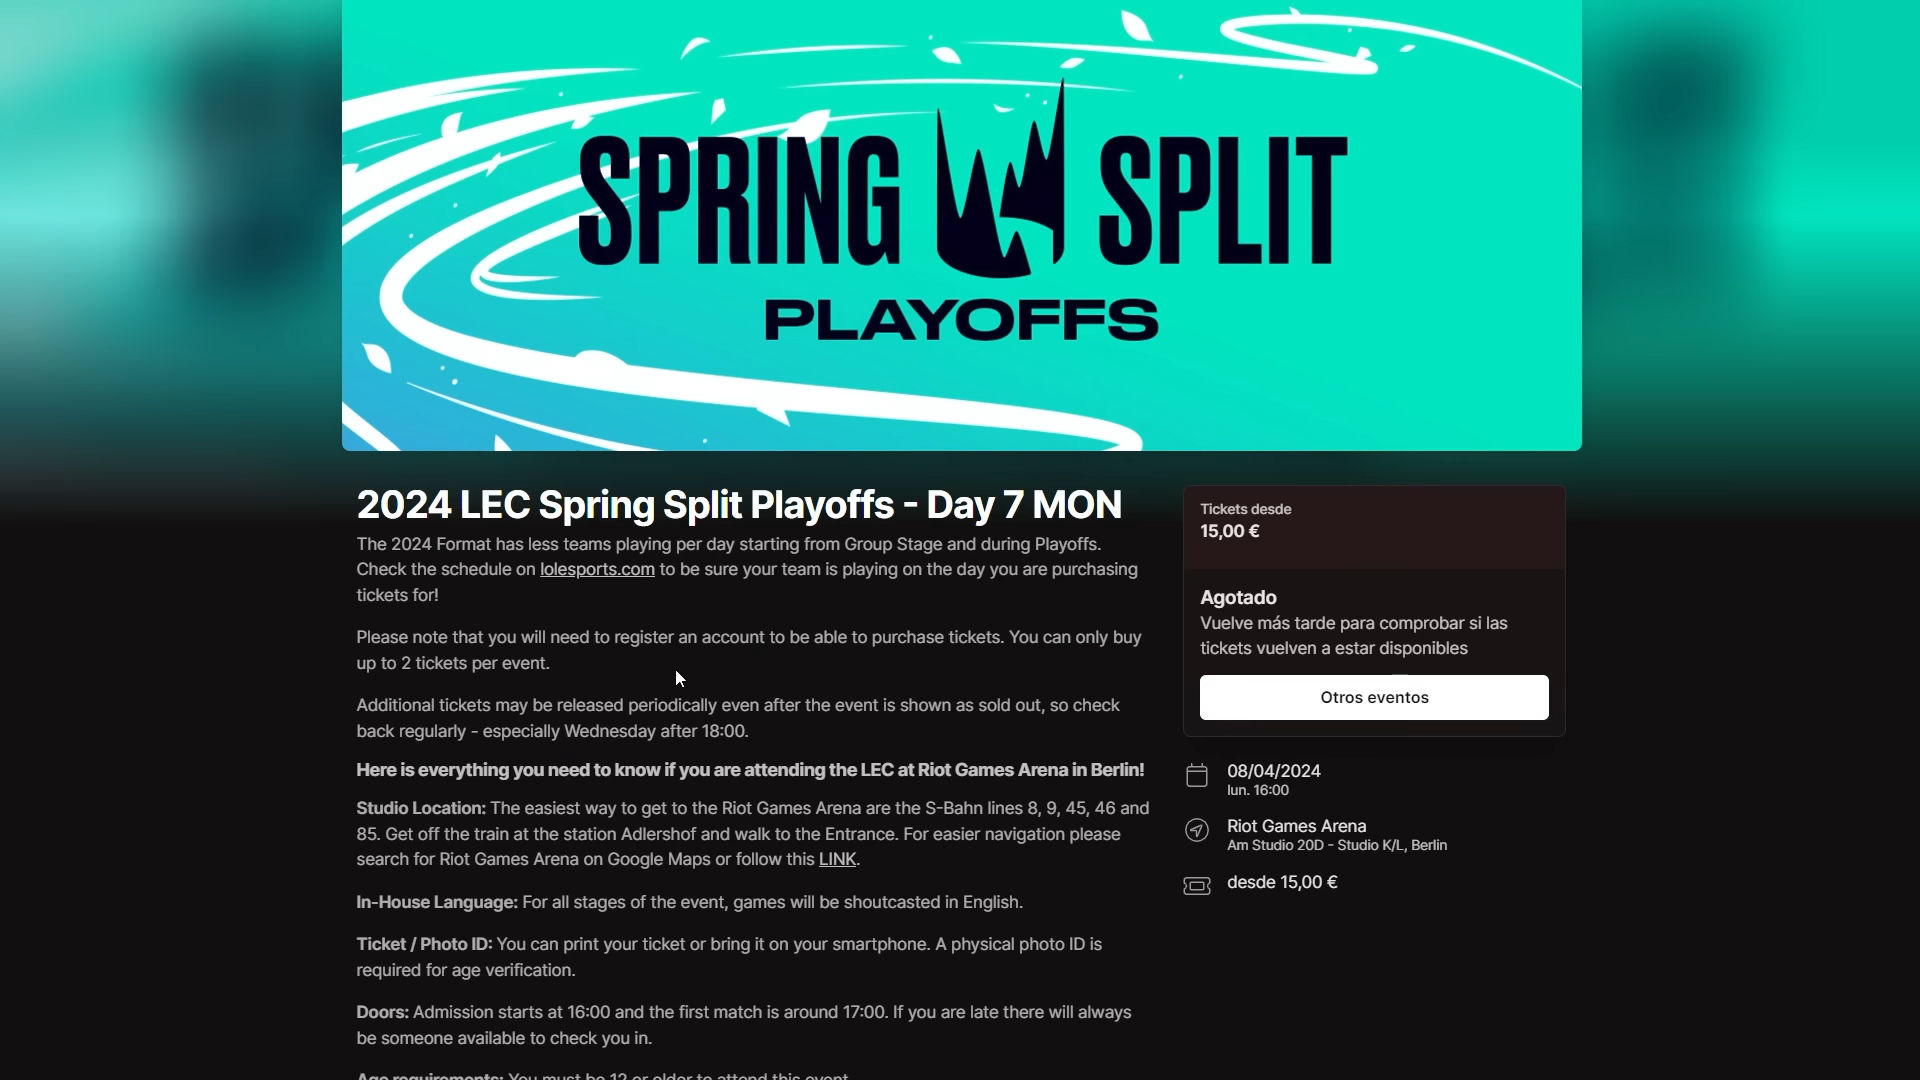 SPRING SPLIT
PLAYOFFS
2024 LEC Spring Split Playoffs - Day 7 MON
The 2024 Format has less teams playing per day starting from Group Stage and during Playoffs.
Check the schedule on lolesports.com to be sure your team is playing on the day you are purchasing
tickets for!
Please note that you will need to register an account to be able to purchase tickets. You can only buy
up to 2 tickets per event.
Additional tickets may be released periodically even after the event is shown as sold out, so check
back regularly - especially Wednesday after 18:00.
Here is everything you need to know if you are attending the LEC at Riot Games Arena in Berlin!
Studio Location: The easiest way to get to the Riot Games Arena are the S-Bahn lines 8, 9, 45, 46 and
85. Get off the train at the station Adlershof and walk to the Entrance. For easier navigation please
search for Riot Games Arena on Google Maps or follow this LINK.
In-House Language: For all stages of the event, games will be shoutcasted in English.
Ticket / Photo ID: You can print your ticket or bring it on your smartphone. A physical photo ID is
required for age verification.
Doors: Admission starts at 16:00 and the first match is around 17:00. If you are late there will always
be someone available to check you in.
Age requirements: You must be 12 or older to attend this event.
Tickets desde
15,00 €
Agotado
Vuelve más tarde para comprobar si las
tickets vuelven a estar disponibles
Otros eventos
08/04/2024
lun. 16:00
Riot Games Arena
Am Studio 20D - Studio K/L, Berlin
desde 15,00 €